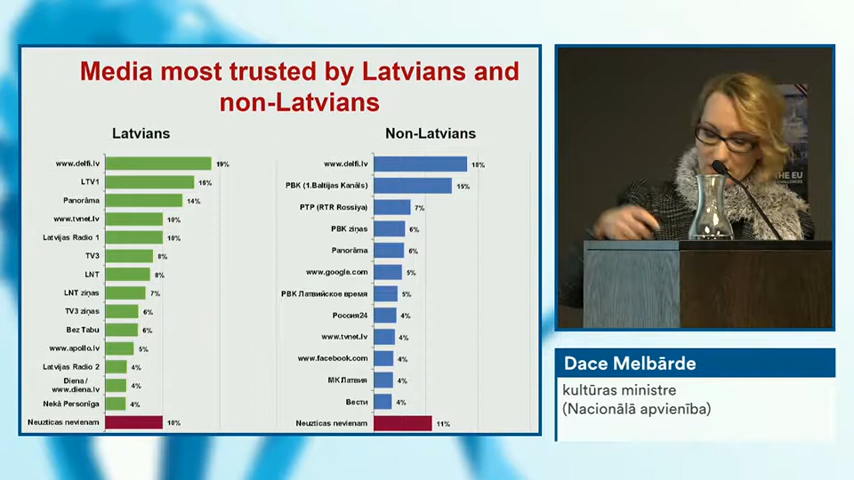 Media most trusted by Latvians and
non-Latvians
Latvians
www.delfi.lv 19%
LTV1 16%
Panorāma 14%
www.tvnet.lv 10%
Latvijas Radio 1 10%
TV3 8%
LNT 8%
LNT ziņas 7%
TV3 ziņas 6%
Bez Tabu 6%
www.apollo.lv 5%
Latvijas Radio 2 4%
Diena /
www.diena.lv 4%
Nekā Personīga 4%
Neuzticas nevienam 10%
Non-Latvians
www.delfi.lv 18%
PBK (1.Baltijas Kanāls) 15%
PTP (RTR Rossiya) 7%
PBK ziņas 6%
Panorāma 6%
www.google.com 5%
PBK Латвийское время 5%
Россия24 4%
www.tvnet.lv 4%
www.facebook.com 4%
МК Латвия 4%
Вести 4%
Neuzticas nevienam 11%
THE EU
Dace Melbārde
kultūras ministre
(Nacionālā apvienība)